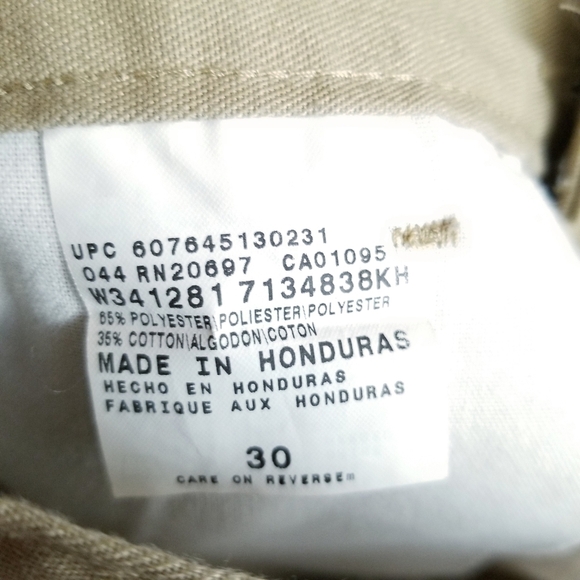 UPC 607645130231
044 RN20697 CA01095
W341281 7134838KH
65% POLYESTER\POLIESTER\POLYESTER
35% COTTON\ALGODON\COTON
MADE IN HONDURAS
HECHO EN HONDURAS
FABRIQUE AUX HONDURAS
30
CARE ON REVERSE